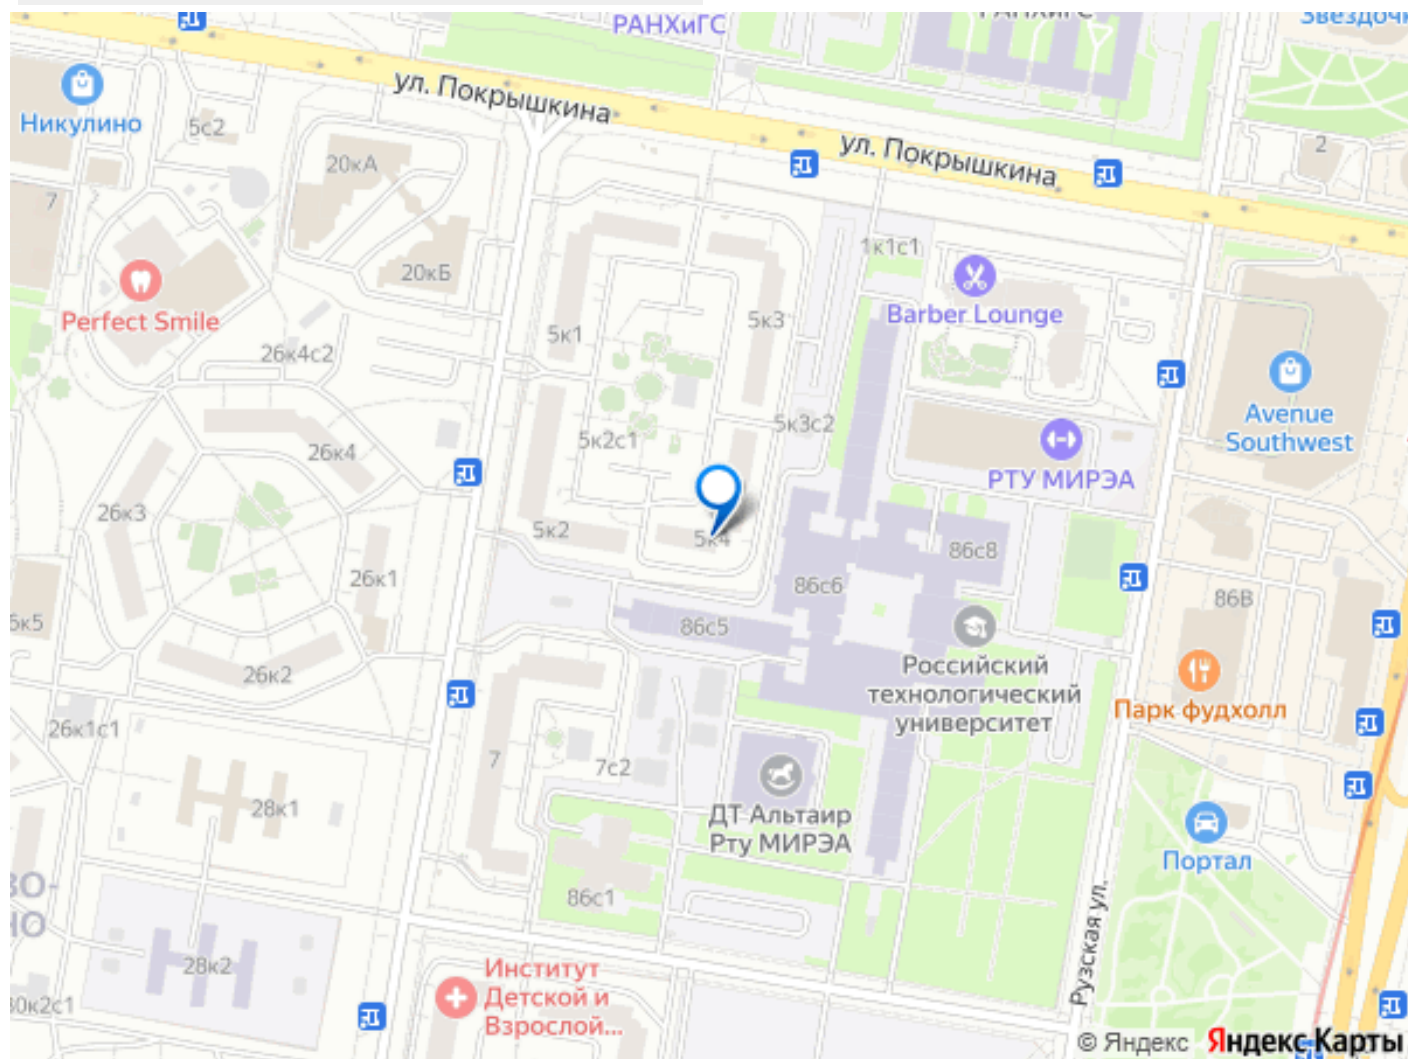 РАНХиГС
РАНХиГС
ул. Покрышкина
Никулино
5с2
20кА
ул. Покрышкина
2
7
1к1с1
20кБ
Perfect Smile
Barber Lounge
5к1
5к3
26к4с2
Avenue
Southwest
5к3с2
5к2с1
26к4
РТУ МИРЭА
26к3
5к2
5к4
86с8
26к1
86с6
86В
86с5
Российский
технологический
университет
26к2
Парк фудхолл
26к1с1
7
7с2
28к1
ДТ Альтаир
Рту МИРЭА
Портал
86с1
28к2
Рузская ул.
Институт
Детской и
Взрослой...
© Яндекс Яндекс Карты